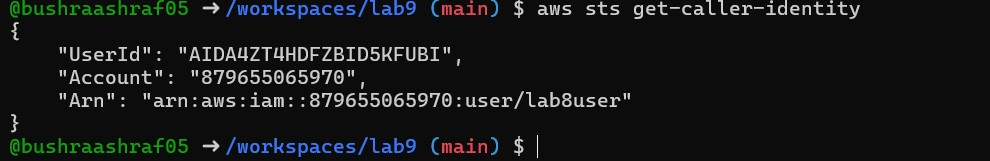 @bushraashraf05 ➜ /workspaces/lab9 (main) $ aws sts get-caller-identity
{
    "UserId": "AIDA4ZT4HDFZBID5KFUBI",
    "Account": "879655065970",
    "Arn": "arn:aws:iam::879655065970:user/lab8user"
}
@bushraashraf05 ➜ /workspaces/lab9 (main) $